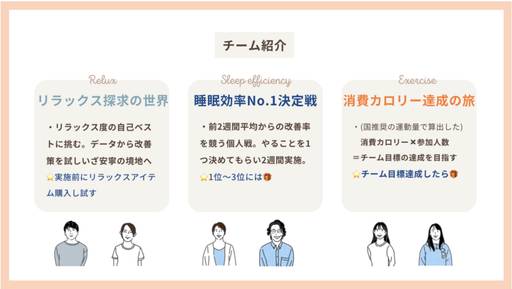 チーム紹介
Relux
リラックス探求の世界
・リラックス度の自己ベス
トに挑む。データから改善
策を試しいざ安寧の境地へ
⭐実施前にリラックスアイテ
ム購入し試す
Sleep efficiency
睡眠効率No.1決定戦
・前2週間平均からの改善率
を競う個人戦。やることを1
つ決めてもらい2週間実施。
⭐1位〜3位には🎁
Exercise
消費カロリー達成の旅
・(国推奨の運動量で算出した)
消費カロリー✕参加人数
＝チーム目標の達成を目指す
⭐チーム目標達成したら🎁